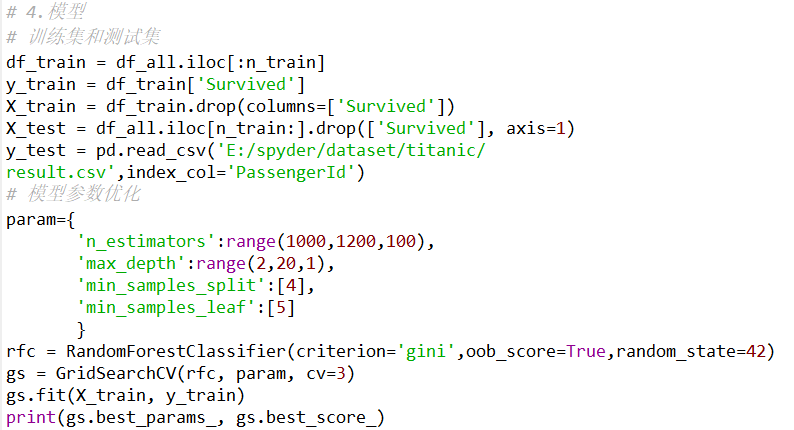 # 4.模型
# 训练集和测试集
df_train = df_all.iloc[:n_train]
y_train = df_train['Survived']
X_train = df_train.drop(columns=['Survived'])
X_test = df_all.iloc[n_train:].drop(['Survived'], axis=1)
y_test = pd.read_csv('E:/spyder/dataset/titanic/
result.csv',index_col='PassengerId')
# 模型参数优化
param={
'n_estimators':range(1000,1200,100),
'max_depth':range(2,20,1),
'min_samples_split':[4],
'min_samples_leaf':[5]
}
rfc = RandomForestClassifier(criterion='gini',oob_score=True,random_state=42)
gs = GridSearchCV(rfc, param, cv=3)
gs.fit(X_train, y_train)
print(gs.best_params_, gs.best_score_)